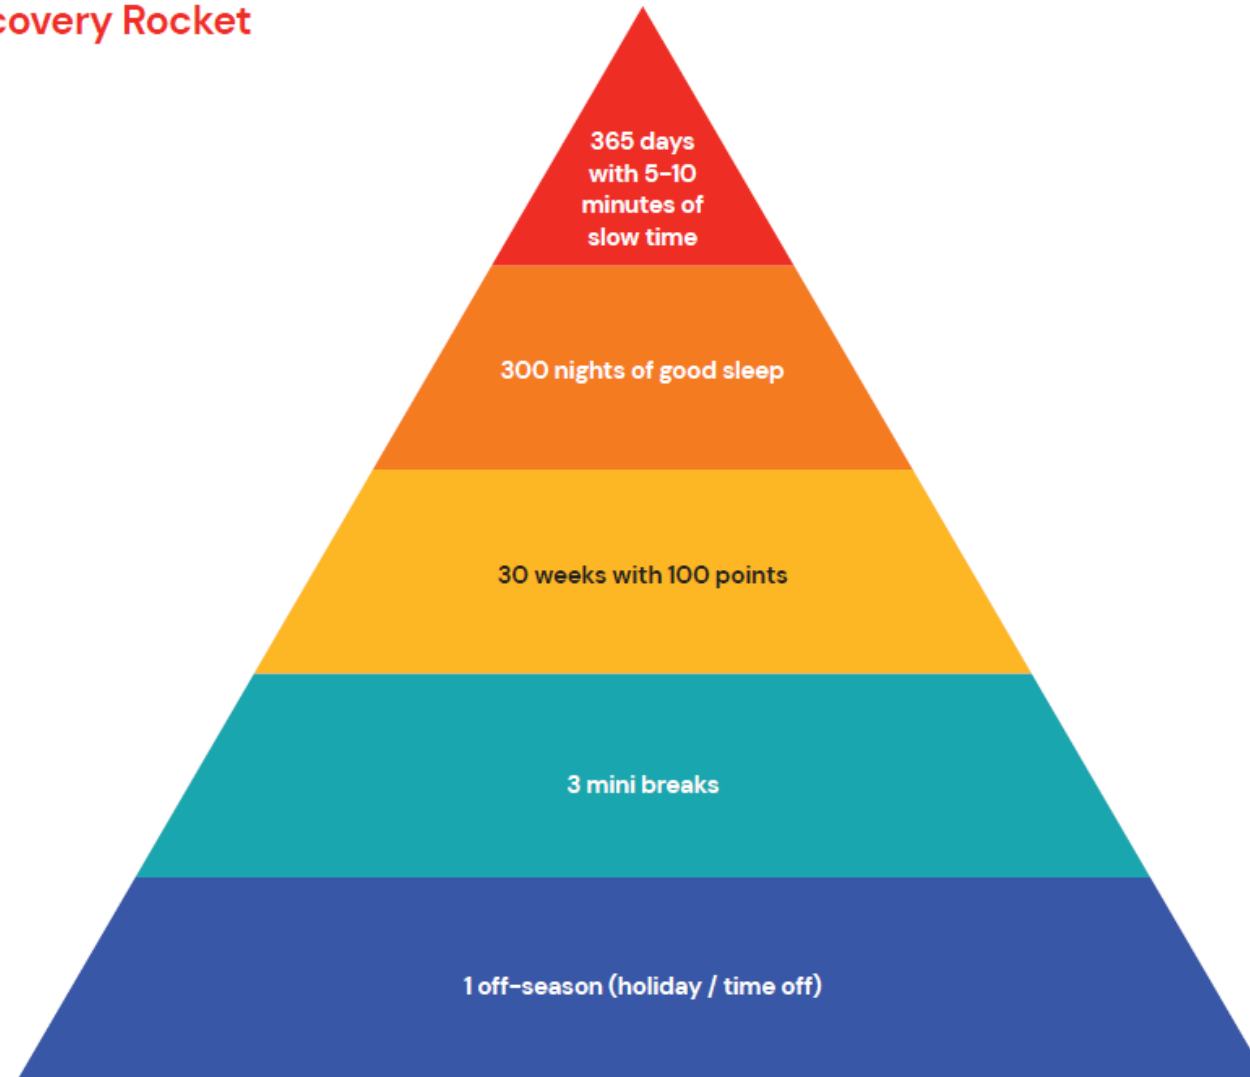 covery Rocket
365 days
with 5-10
minutes of
slow time
300 nights of good sleep
30 weeks with 100 points
3 mini breaks
1 off-season (holiday / time off)